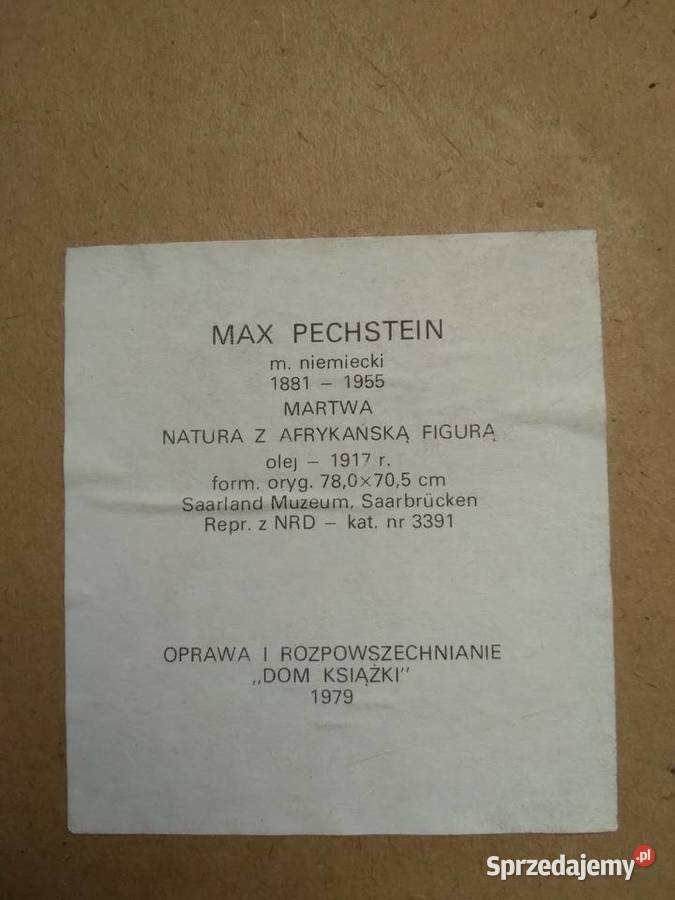 MAX PECHSTEIN
m. niemiecki
1881 – 1955
MARTWA
NATURA Z AFRYKAŃSKĄ FIGURĄ
olej – 1917 r.
form. oryg. 78,0×70,5 cm
Saarland Muzeum, Saarbrücken
Repr. z NRD – kat. nr 3391
OPRAWA I ROZPOWSZECHNIANIE
„DOM KSIĄŻKI"
1979
Sprzedajemy.pl